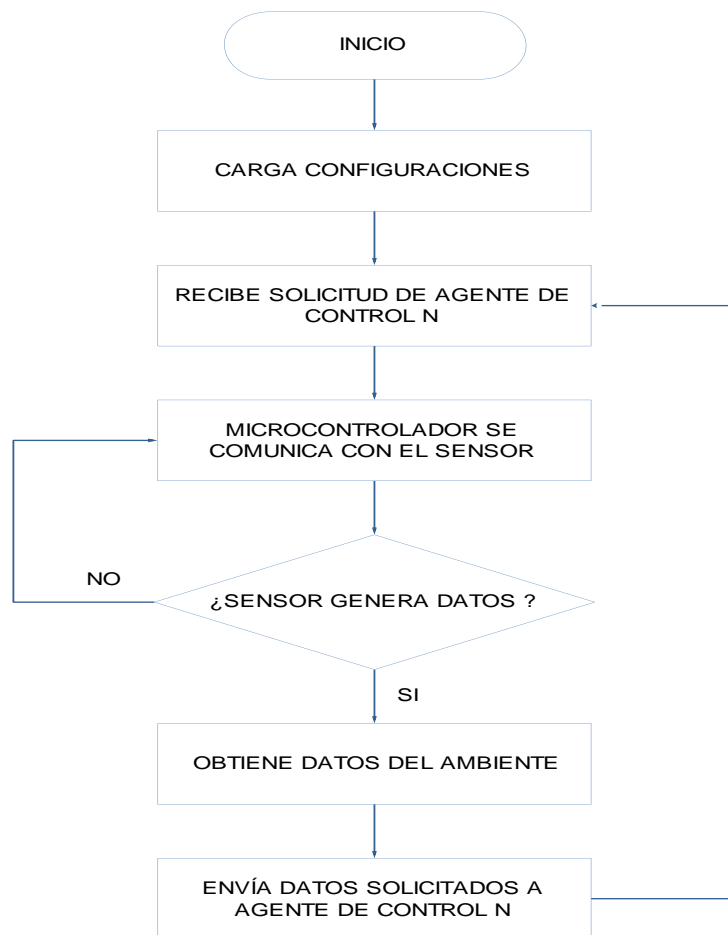 INICIO
CARGA CONFIGURACIONES
RECIBE SOLICITUD DE AGENTE DE
CONTROL N
MICROCONTROLADOR SE
COMUNICA CON EL SENSOR
NO
¿SENSOR GENERA DATOS ?
SI
OBTIENE DATOS DEL AMBIENTE
ENVÍA DATOS SOLICITADOS A
AGENTE DE CONTROL N